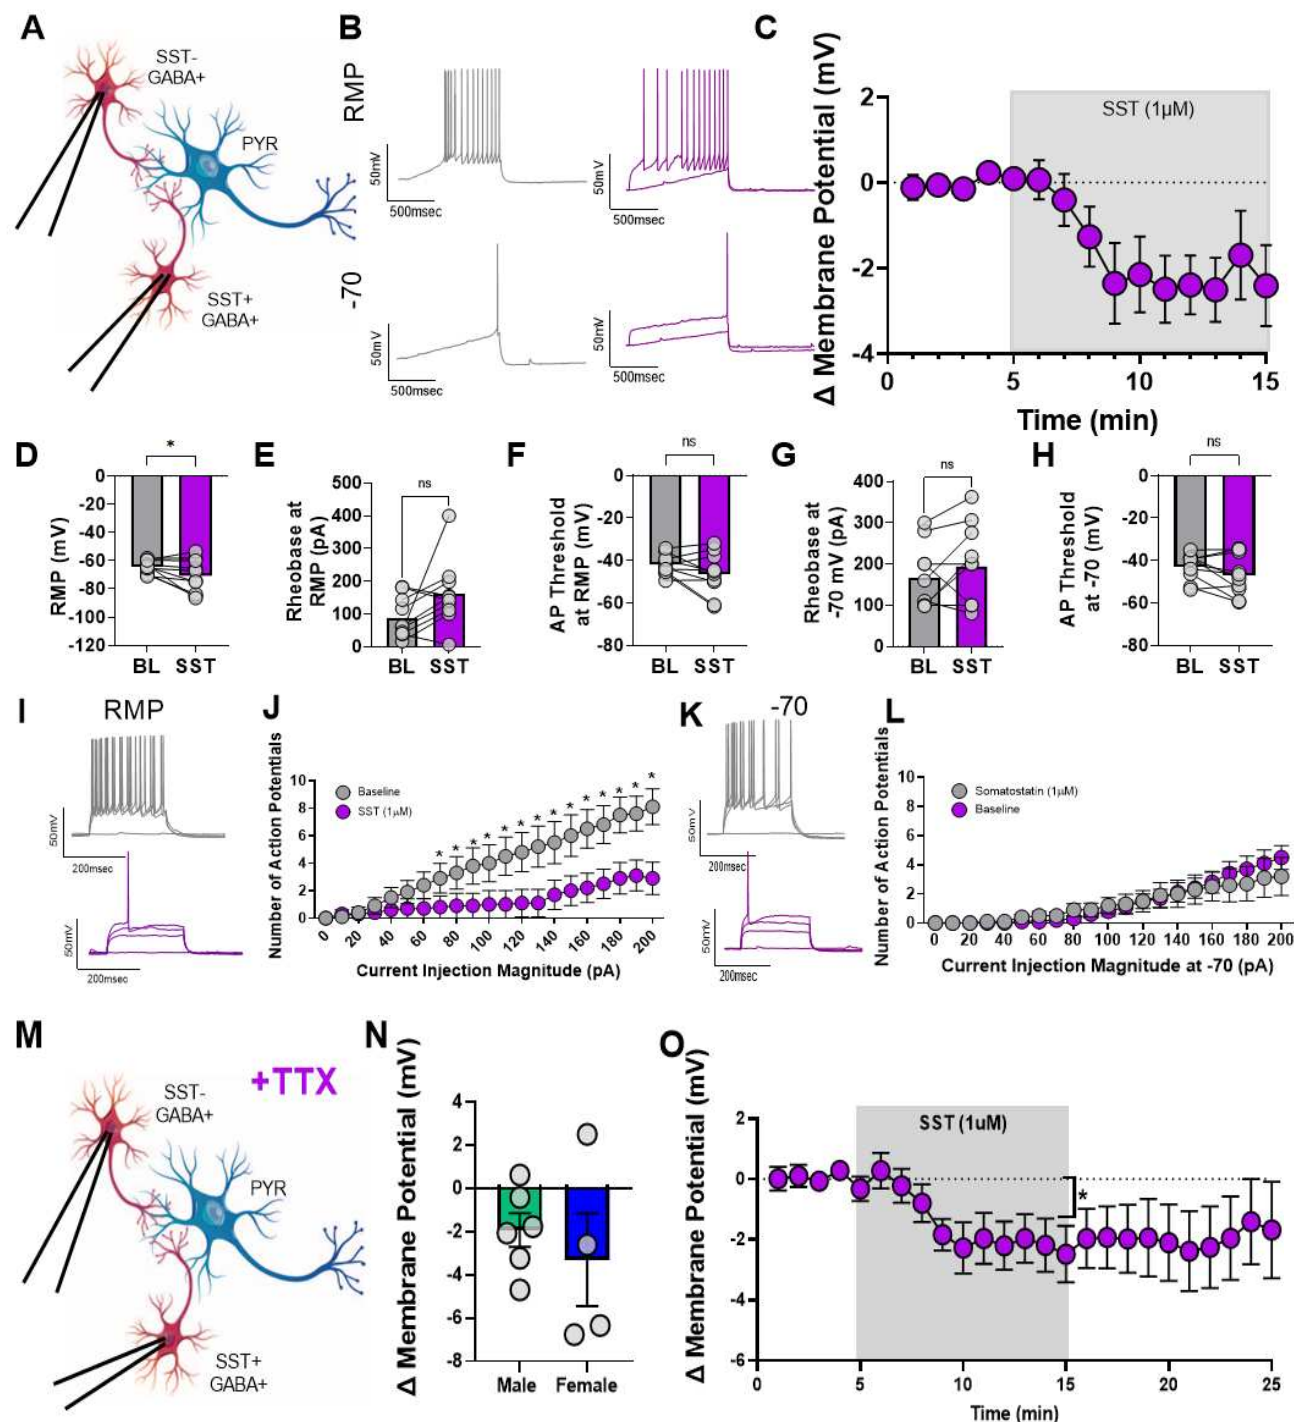 A
SST-
GABA+
PYR
SST+
GABA+
B
RMP
50mV
500msec
50mV
500msec
-70
50mV
500msec
50mV
500msec
C
Δ Membrane Potential (mV)
2
0
-2
-4
SST (1μM)
0 5 10 15
Time (min)
D
*
RMP (mV)
0
-20
-40
-60
-80
-100
-120
BL SST
E
ns
Rheobase at
RMP (pA)
500
400
300
200
100
0
BL SST
F
ns
AP Threshold
at RMP (mV)
0
-20
-40
-60
-80
BL SST
G
ns
Rheobase at
-70 mV (pA)
400
300
200
100
0
BL SST
H
ns
AP Threshold
at -70 (mV)
0
-20
-40
-60
-80
BL SST
I
RMP
50mV
200msec
50mV
200msec
J
Number of Action Potentials
10
8
6
4
2
0
Baseline
SST (1μM)
* * * * * * * * * * * * * *
0 20 40 60 80 100 120 140 160 180 200
Current Injection Magnitude (pA)
K
-70
50mV
200msec
50mV
200msec
L
Number of Action Potentials
10
8
6
4
2
0
Somatostatin (1μM)
Baseline
0 20 40 60 80 100 120 140 160 180 200
Current Injection Magnitude at -70 (pA)
M
+TTX
SST-
GABA+
PYR
SST+
GABA+
N
Δ Membrane Potential (mV)
4
2
0
-2
-4
-6
-8
Male Female
O
Δ Membrane Potential (mV)
2
0
-2
-4
-6
SST (1uM)
*
0 5 10 15 20 25
Time (min)